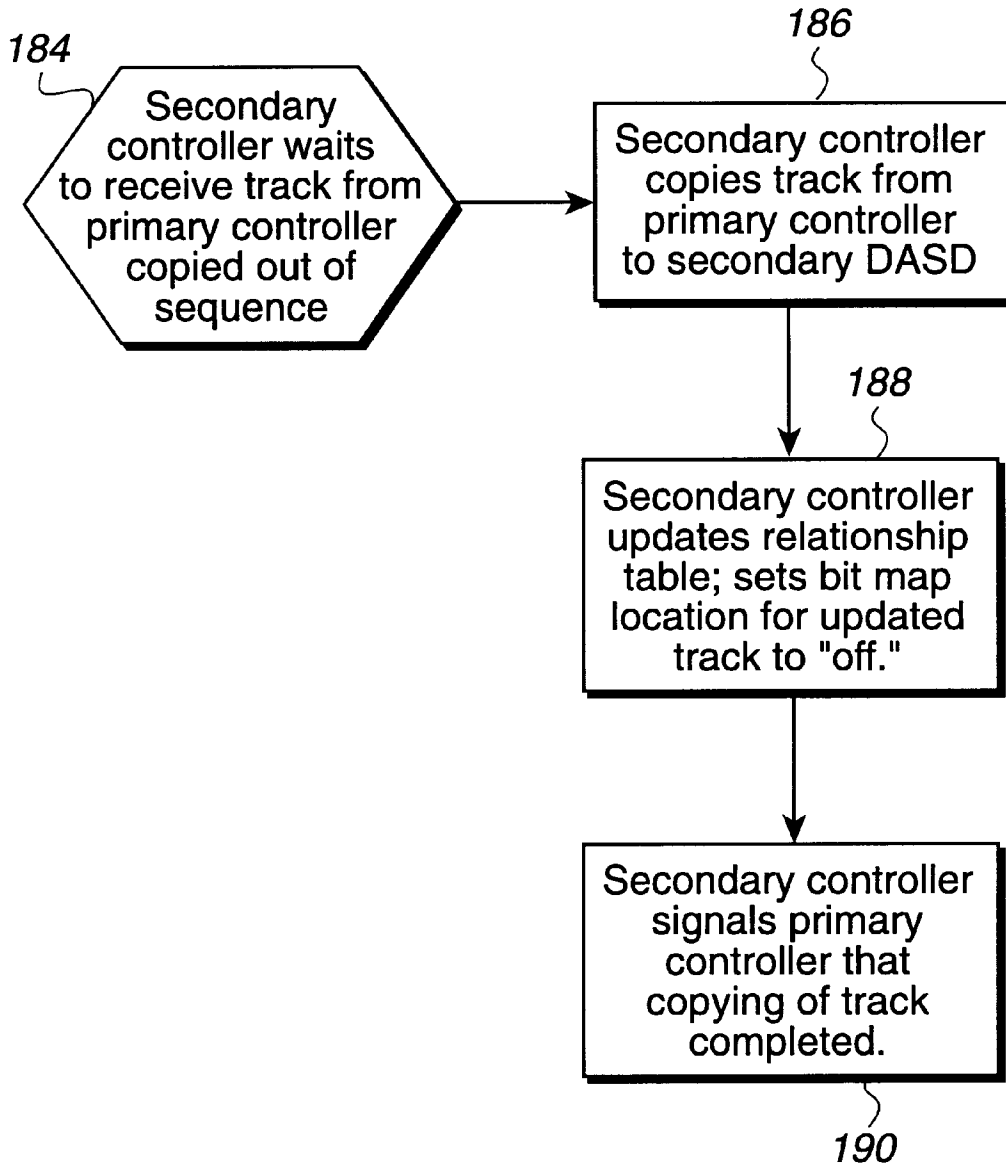 184
Secondary
controller waits
to receive track from
primary controller
copied out of
sequence
186
Secondary controller
copies track from
primary controller
to secondary DASD
188
Secondary controller
updates relationship
table; sets bit map
location for updated
track to "off."
Secondary controller
signals primary
controller that
copying of track
completed.
190